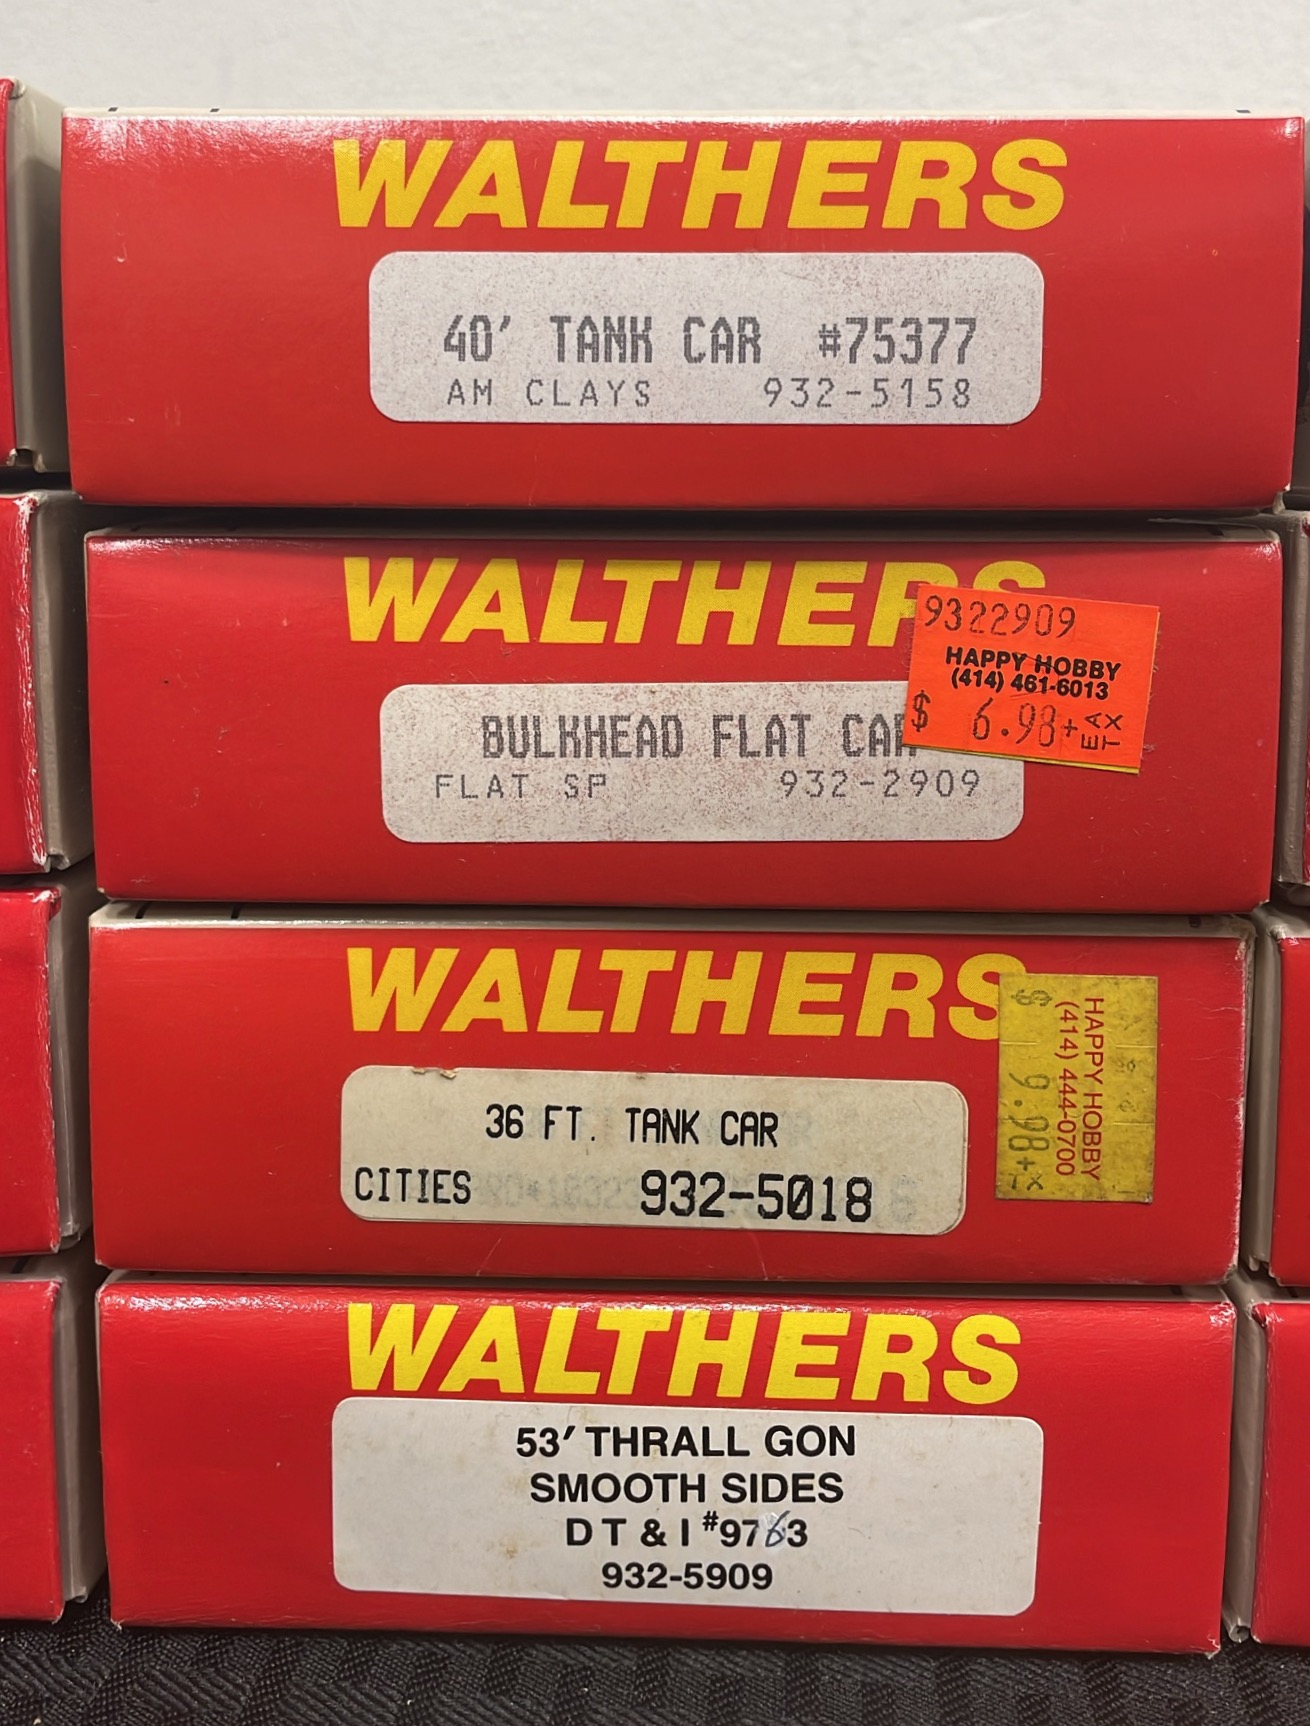 WALTHERS
40' TANK CAR #75377
AM CLAYS 932-5158
WALTHERS
9322909
HAPPY HOBBY
(414) 461-6013
$ 6.98+ EA TX
BULKHEAD FLAT CAR
FLAT SP 932-2909
WALTHERS
HAPPY HOBBY
(414) 444-0700
$ 9.98+
36 FT. TANK CAR
CITIES 932-5018
WALTHERS
53' THRALL GON
SMOOTH SIDES
D T & I #9763
932-5909